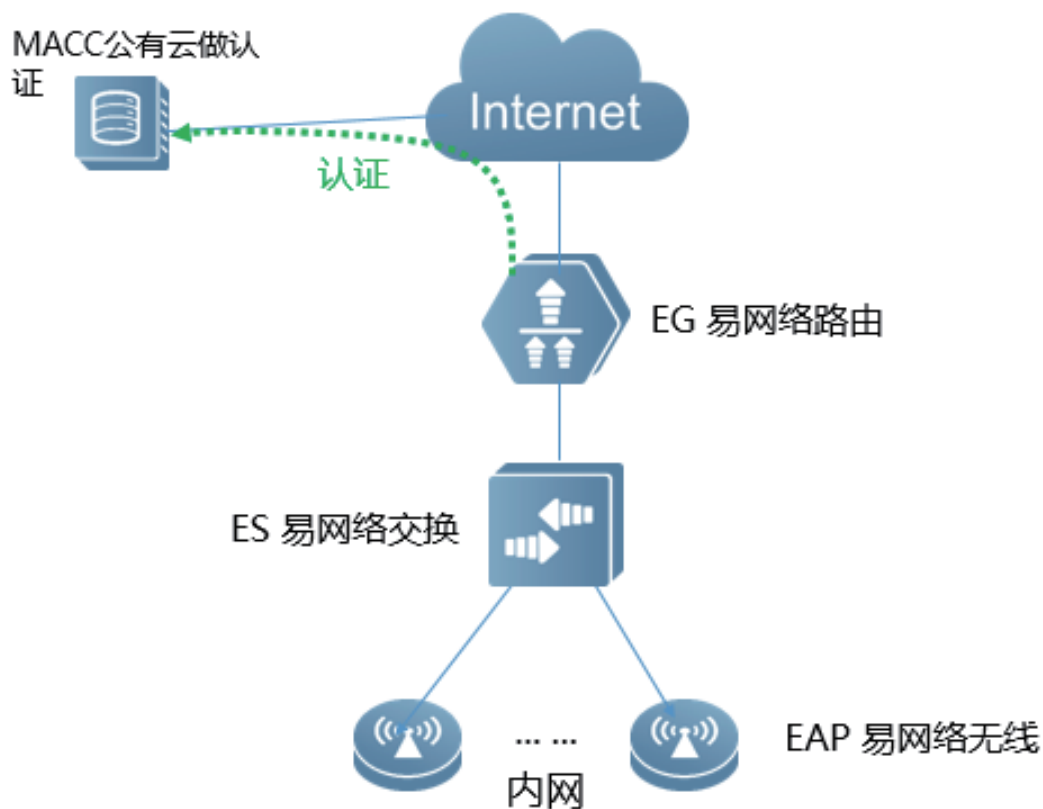 MACC公有云做认
证
Internet
认证
EG 易网络路由
ES 易网络交换
... ...
EAP 易网络无线
内网